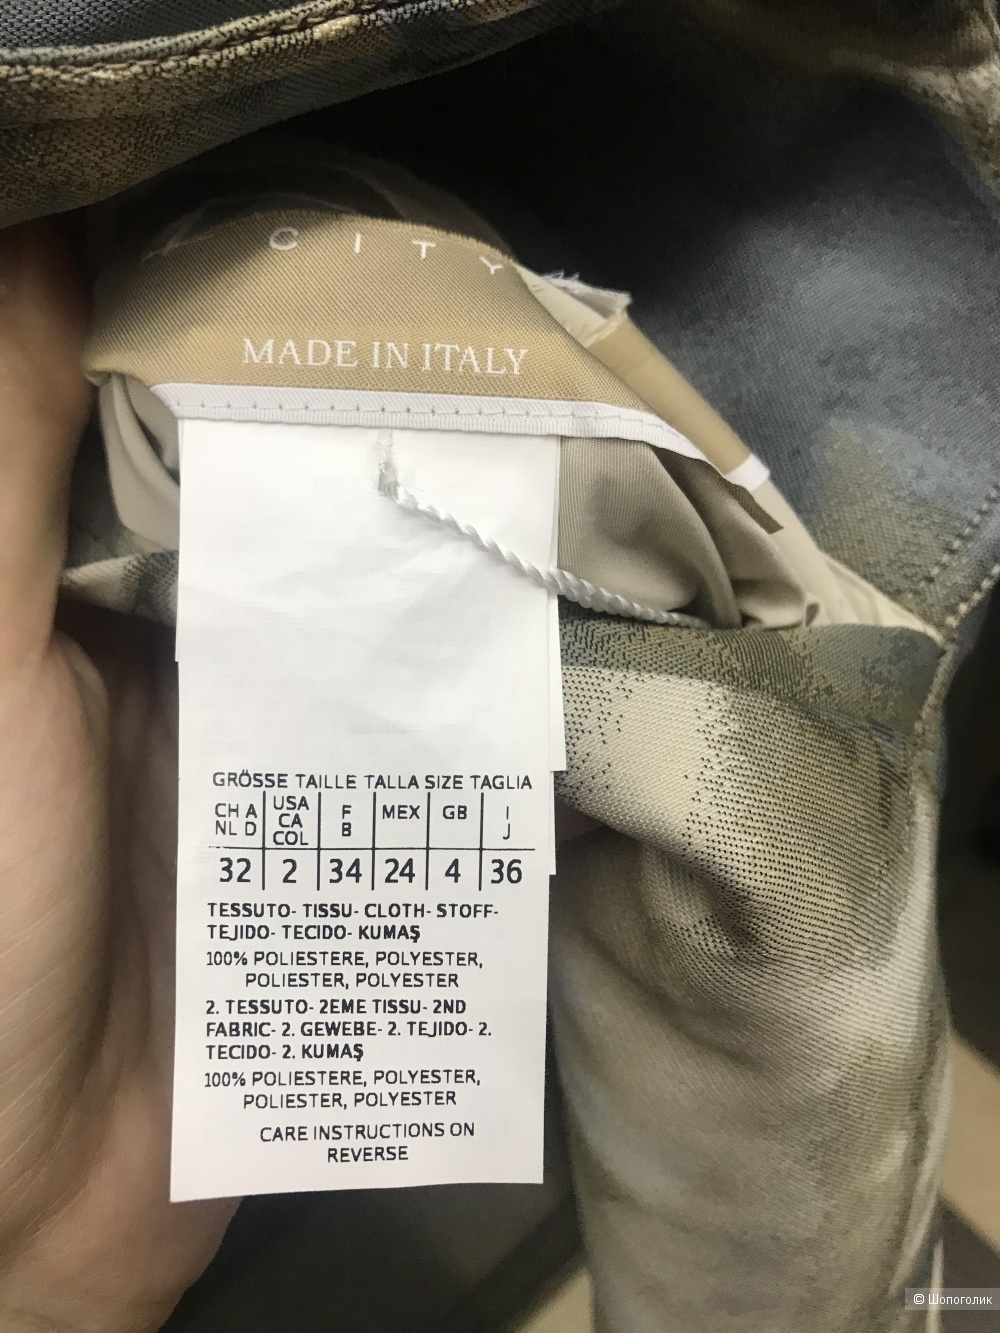 CITY
MADE IN ITALY
GRÖSSE TAILLE TALLA SIZE TAGLIA
CH A NL D USA CA COL F B MEX GB I J
32 2 34 24 4 36
TESSUTO- TISSU- CLOTH- STOFF-
TEJIDO- TECIDO- KUMAŞ
100% POLIESTERE, POLYESTER,
POLIESTER, POLYESTER
2. TESSUTO- 2EME TISSU- 2ND
FABRIC- 2. GEWEBE- 2. TEJIDO- 2.
TECIDO- 2. KUMAŞ
100% POLIESTERE, POLYESTER,
POLIESTER, POLYESTER
CARE INSTRUCTIONS ON
REVERSE
© Шопоголик